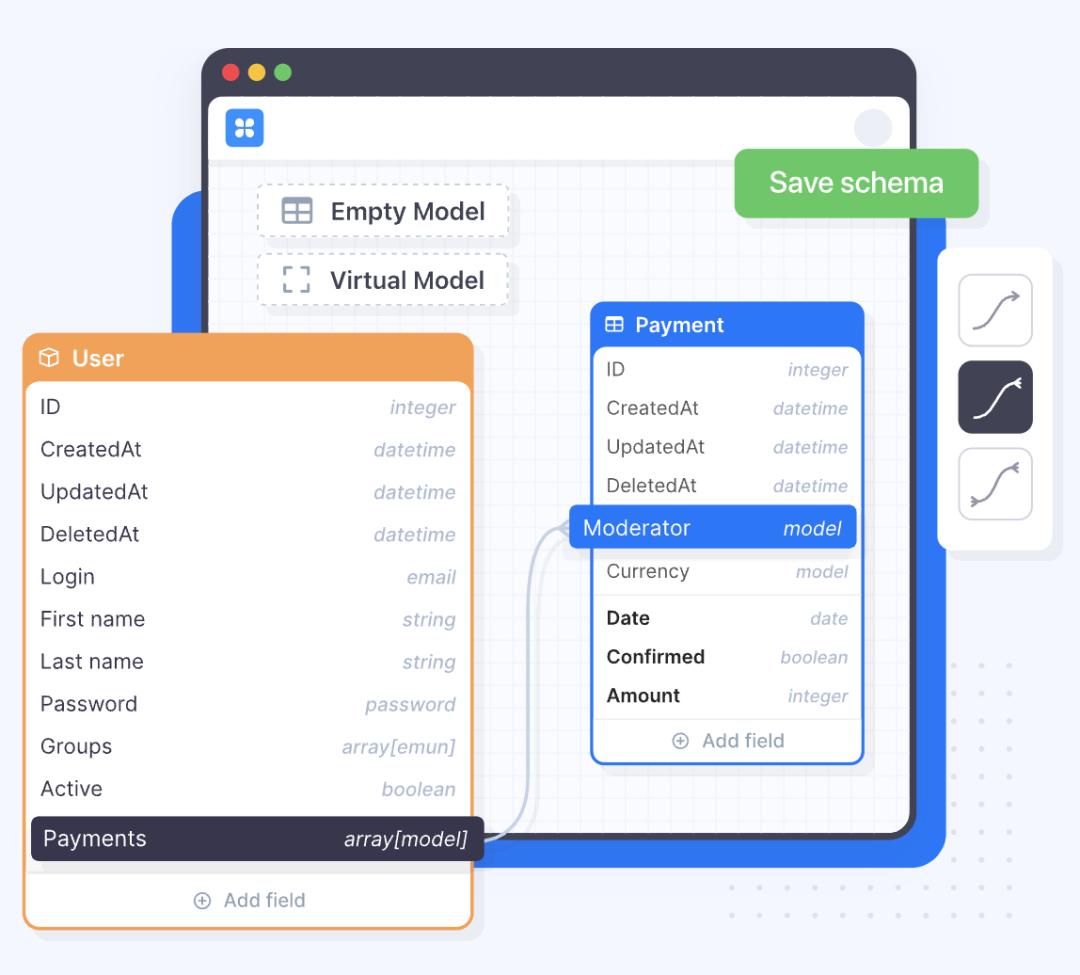 Save schema
Empty Model
Virtual Model
User
ID integer
CreatedAt datetime
UpdatedAt datetime
DeletedAt datetime
Login email
First name string
Last name string
Password password
Groups array[emun]
Active boolean
Payments array[model]
Add field
Payment
ID integer
CreatedAt datetime
UpdatedAt datetime
DeletedAt datetime
Moderator model
Currency model
Date date
Confirmed boolean
Amount integer
Add field